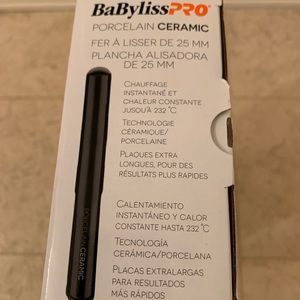 BaBylissPRO
PORCELAIN CERAMIC
FER À LISSER DE 25 MM
PLANCHA ALISADORA
DE 25 MM
CHAUFFAGE
INSTANTANÉ ET
CHALEUR CONSTANTE
JUSQU'À 232 °C
TECHNOLOGIE
CÉRAMIQUE/
PORCELAINE
PLAQUES EXTRA
LONGUES, POUR DES
RÉSULTATS PLUS RAPIDES
CALENTAMIENTO
INSTANTÁNEO Y CALOR
CONSTANTE HASTA 232 °C
TECNOLOGÍA
CERÁMICA/PORCELANA
PLACAS EXTRALARGAS
PARA RESULTADOS
MÁS RÁPIDOS
PORCELAIN CERAMIC